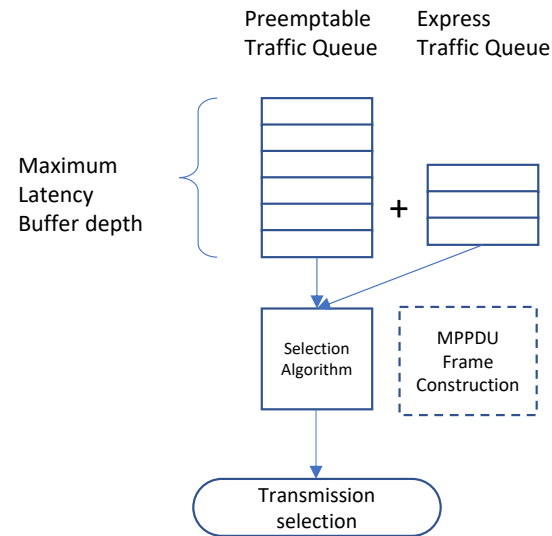 Preemptable
Traffic Queue
Express
Traffic Queue
Maximum
Latency
Buffer depth
+
Selection
Algorithm
MPPDU
Frame
Construction
Transmission
selection